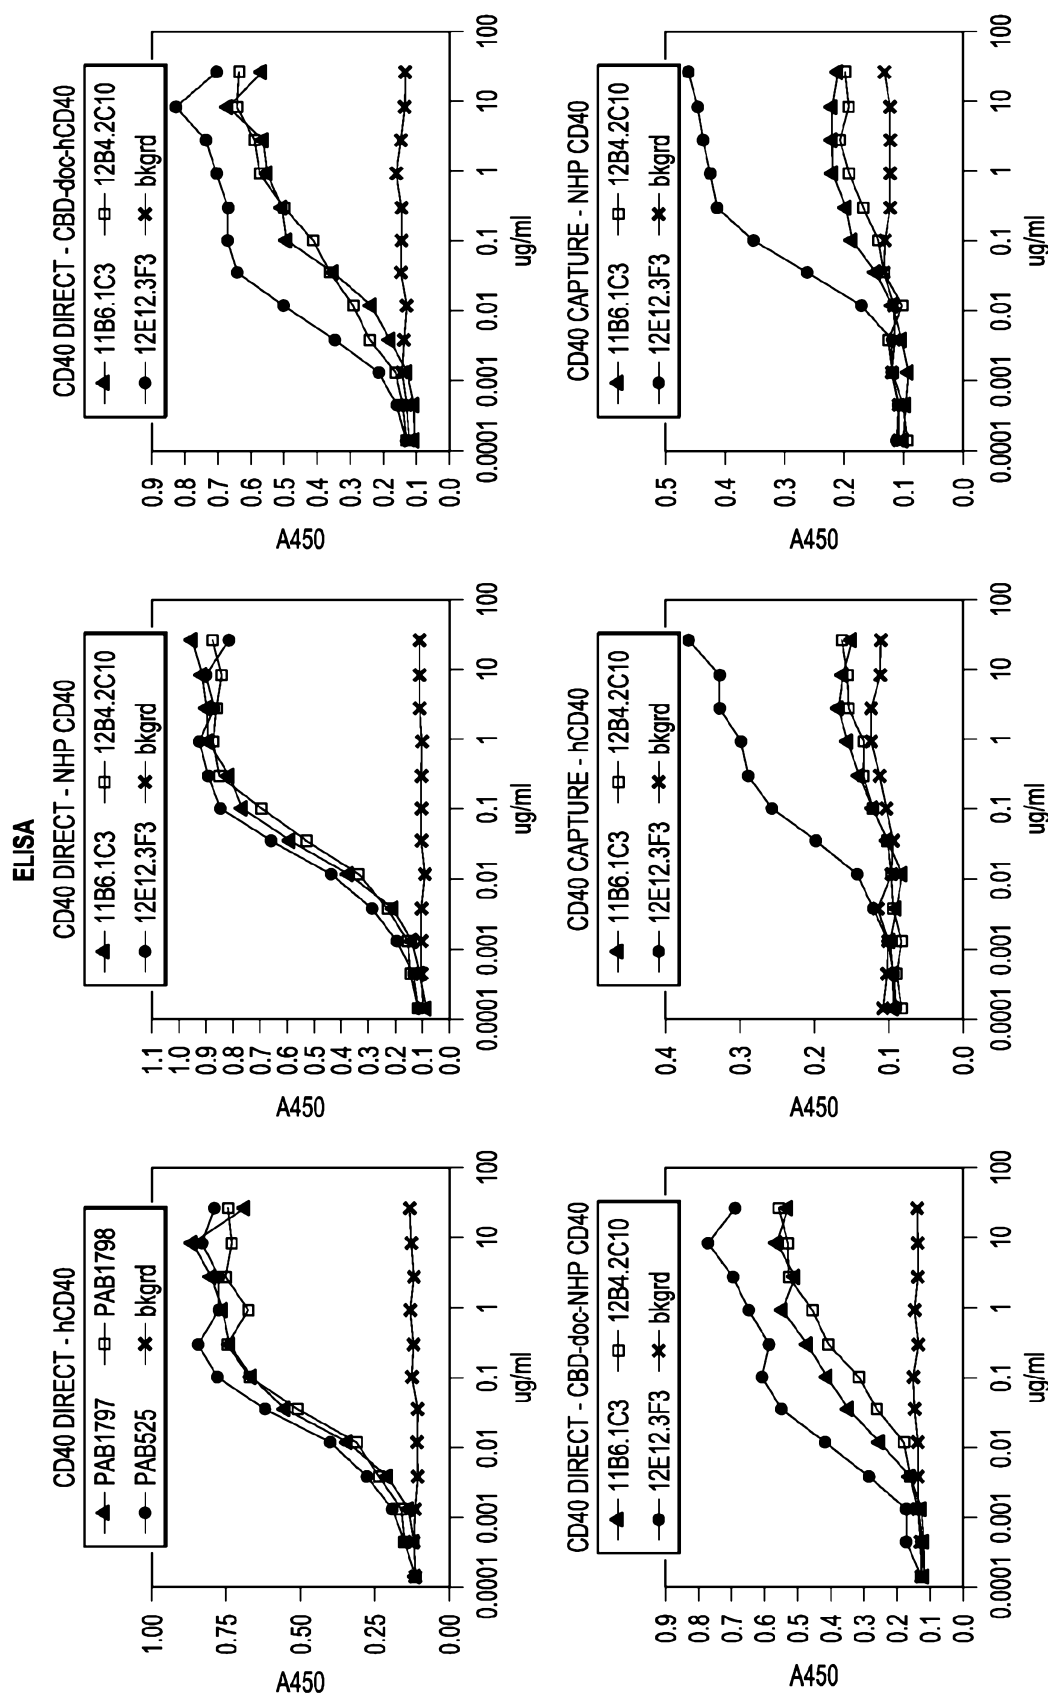 ELISA
CD40 DIRECT - hCD40
PAB1797
PAB1798
PAB525
bkgrd
A450
1.00
0.75
0.50
0.25
0.00
0.0001 0.001 0.01 0.1 1 10 100
ug/ml
CD40 DIRECT - NHP CD40
11B6.1C3
12B4.2C10
12E12.3F3
bkgrd
A450
1.1
1.0
0.9
0.8
0.7
0.6
0.5
0.4
0.3
0.2
0.1
0.0
0.0001 0.001 0.01 0.1 1 10 100
ug/ml
CD40 DIRECT - CBD-doc-hCD40
11B6.1C3
12B4.2C10
12E12.3F3
bkgrd
A450
0.9
0.8
0.7
0.6
0.5
0.4
0.3
0.2
0.1
0.0
0.0001 0.001 0.01 0.1 1 10 100
ug/ml
CD40 DIRECT - CBD-doc-NHP CD40
11B6.1C3
12B4.2C10
12E12.3F3
bkgrd
A450
0.9
0.8
0.7
0.6
0.5
0.4
0.3
0.2
0.1
0.0
0.0001 0.001 0.01 0.1 1 10 100
ug/ml
CD40 CAPTURE - hCD40
11B6.1C3
12B4.2C10
12E12.3F3
bkgrd
A450
0.4
0.3
0.2
0.1
0.0
0.0001 0.001 0.01 0.1 1 10 100
ug/ml
CD40 CAPTURE - NHP CD40
11B6.1C3
12B4.2C10
12E12.3F3
bkgrd
A450
0.5
0.4
0.3
0.2
0.1
0.0
0.0001 0.001 0.01 0.1 1 10 100
ug/ml